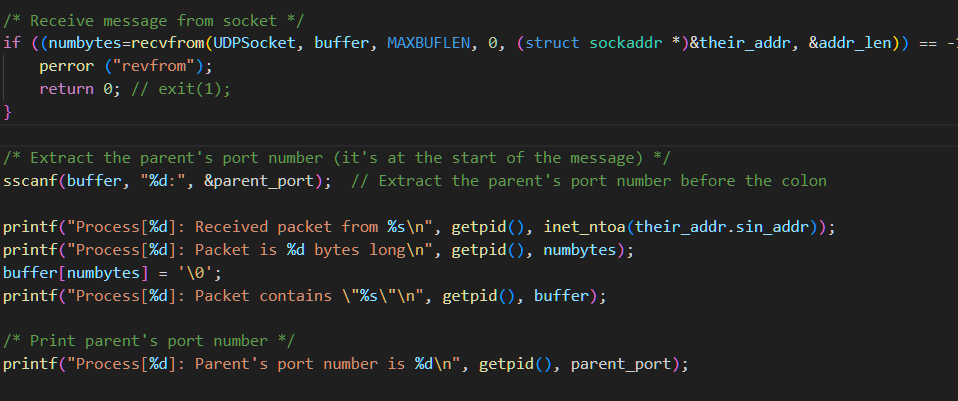 /* Receive message from socket */
if ((numbytes=recvfrom(UDPSocket, buffer, MAXBUFLEN, 0, (struct sockaddr *)&their_addr, &addr_len)) == -1
    perror ("revfrom");
    return 0; // exit(1);
}
/* Extract the parent's port number (it's at the start of the message) */
sscanf(buffer, "%d:", &parent_port);  // Extract the parent's port number before the colon
printf("Process[%d]: Received packet from %s\n", getpid(), inet_ntoa(their_addr.sin_addr));
printf("Process[%d]: Packet is %d bytes long\n", getpid(), numbytes);
buffer[numbytes] = '\0';
printf("Process[%d]: Packet contains \"%s\"\n", getpid(), buffer);
/* Print parent's port number */
printf("Process[%d]: Parent's port number is %d\n", getpid(), parent_port);